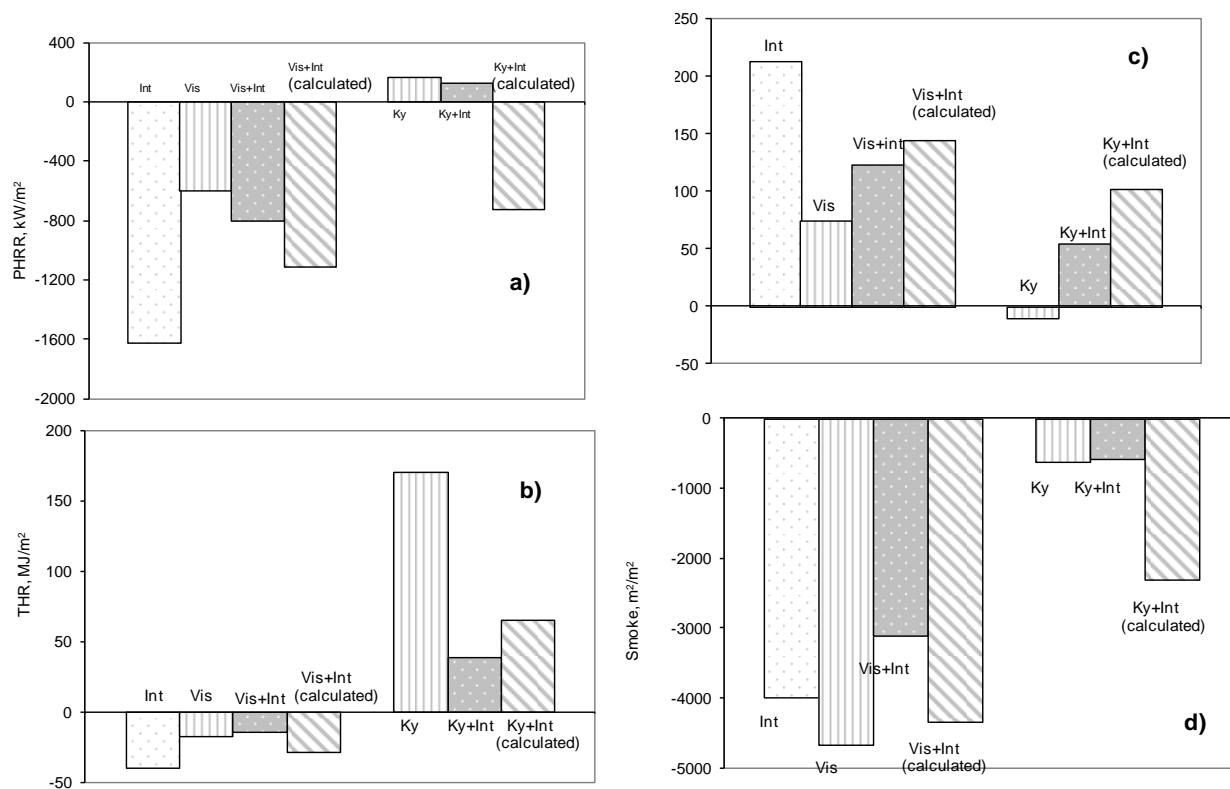 400
0
-400
-800
-1200
-1600
-2000
PHRR, kW/m²
Int
Vis
Vis+Int
Vis+Int
(calculated)
Ky
Ky+Int
Ky+Int
(calculated)
a)
200
150
100
50
0
-50
THR, MJ/m²
Int
Vis
Vis+Int
Vis+Int
(calculated)
Ky
Ky+Int
Ky+Int
(calculated)
b)
250
200
150
100
50
0
-50
Int
Vis
Vis+int
Vis+Int
(calculated)
Ky
Ky+Int
Ky+Int
(calculated)
c)
0
-1000
-2000
-3000
-4000
-5000
Smoke, m²/m²
Int
Vis
Vis+Int
Vis+Int
(calculated)
Ky
Ky+Int
Ky+Int
(calculated)
d)